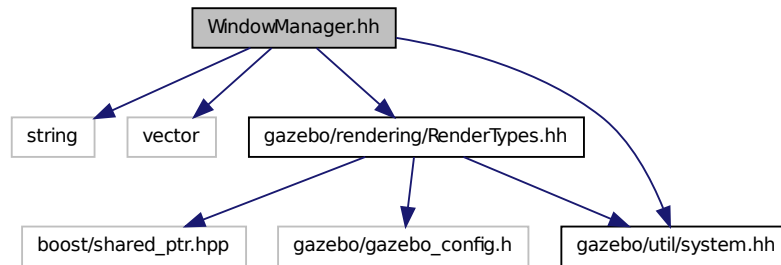 WindowManager.hh
string
vector
gazebo/rendering/RenderTypes.hh
boost/shared_ptr.hpp
gazebo/gazebo_config.h
gazebo/util/system.hh